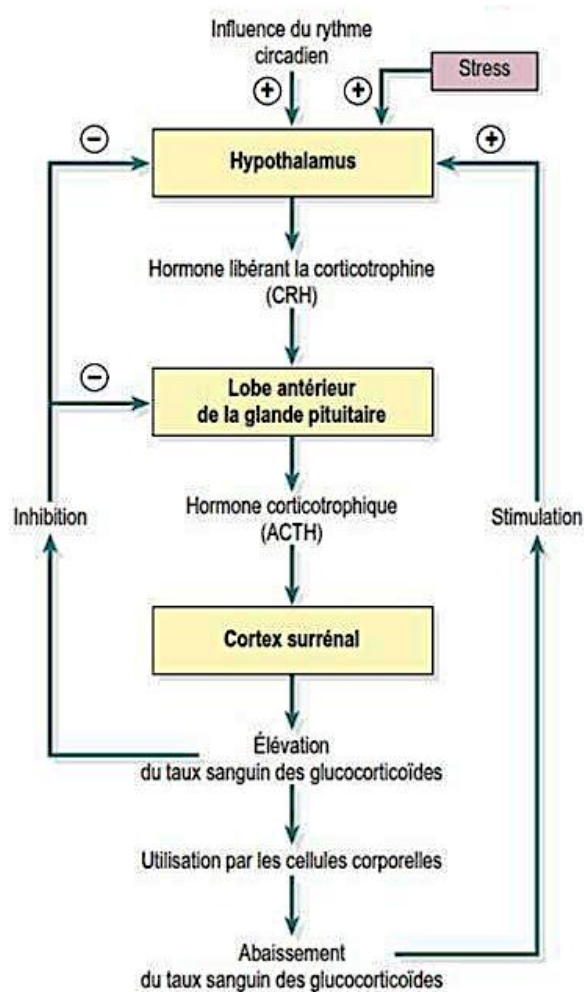 Influence du rythme
circadien
Stress
+
+
−
+
Hypothalamus
Hormone libérant la corticotrophine
(CRH)
−
Lobe antérieur
de la glande pituitaire
Inhibition
Hormone corticotrophique
(ACTH)
Stimulation
Cortex surrénal
Élévation
du taux sanguin des glucocorticoïdes
Utilisation par les cellules corporelles
Abaissement
du taux sanguin des glucocorticoïdes